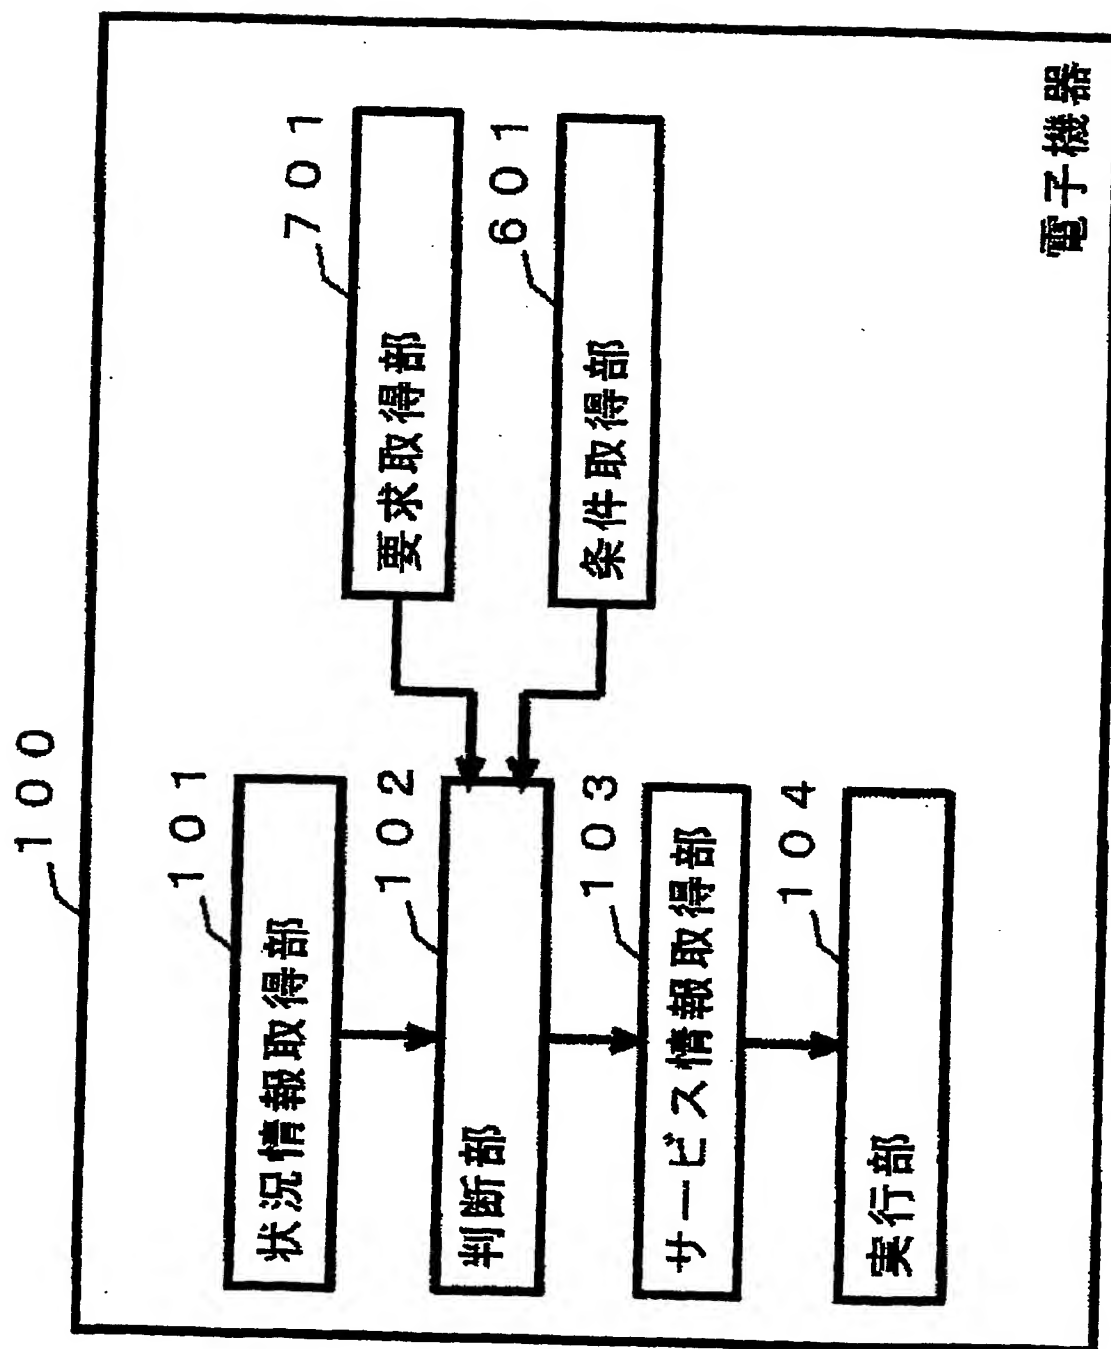 １００
１０１
状況情報取得部
１０２
判断部
１０３
サービス情報取得部
１０４
実行部
７０１
要求取得部
６０１
条件取得部
電子機器